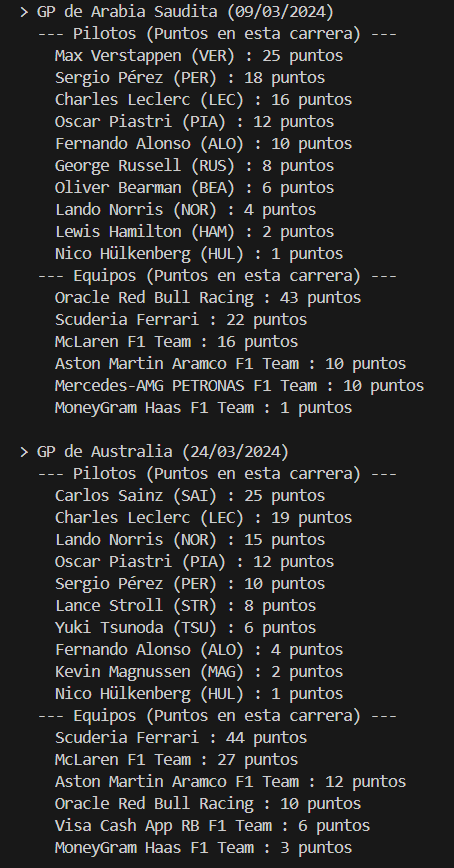 > GP de Arabia Saudita (09/03/2024)
--- Pilotos (Puntos en esta carrera) ---
Max Verstappen (VER) : 25 puntos
Sergio Pérez (PER) : 18 puntos
Charles Leclerc (LEC) : 16 puntos
Oscar Piastri (PIA) : 12 puntos
Fernando Alonso (ALO) : 10 puntos
George Russell (RUS) : 8 puntos
Oliver Bearman (BEA) : 6 puntos
Lando Norris (NOR) : 4 puntos
Lewis Hamilton (HAM) : 2 puntos
Nico Hülkenberg (HUL) : 1 puntos
--- Equipos (Puntos en esta carrera) ---
Oracle Red Bull Racing : 43 puntos
Scuderia Ferrari : 22 puntos
McLaren F1 Team : 16 puntos
Aston Martin Aramco F1 Team : 10 puntos
Mercedes-AMG PETRONAS F1 Team : 10 puntos
MoneyGram Haas F1 Team : 1 puntos
> GP de Australia (24/03/2024)
--- Pilotos (Puntos en esta carrera) ---
Carlos Sainz (SAI) : 25 puntos
Charles Leclerc (LEC) : 19 puntos
Lando Norris (NOR) : 15 puntos
Oscar Piastri (PIA) : 12 puntos
Sergio Pérez (PER) : 10 puntos
Lance Stroll (STR) : 8 puntos
Yuki Tsunoda (TSU) : 6 puntos
Fernando Alonso (ALO) : 4 puntos
Kevin Magnussen (MAG) : 2 puntos
Nico Hülkenberg (HUL) : 1 puntos
--- Equipos (Puntos en esta carrera) ---
Scuderia Ferrari : 44 puntos
McLaren F1 Team : 27 puntos
Aston Martin Aramco F1 Team : 12 puntos
Oracle Red Bull Racing : 10 puntos
Visa Cash App RB F1 Team : 6 puntos
MoneyGram Haas F1 Team : 3 puntos